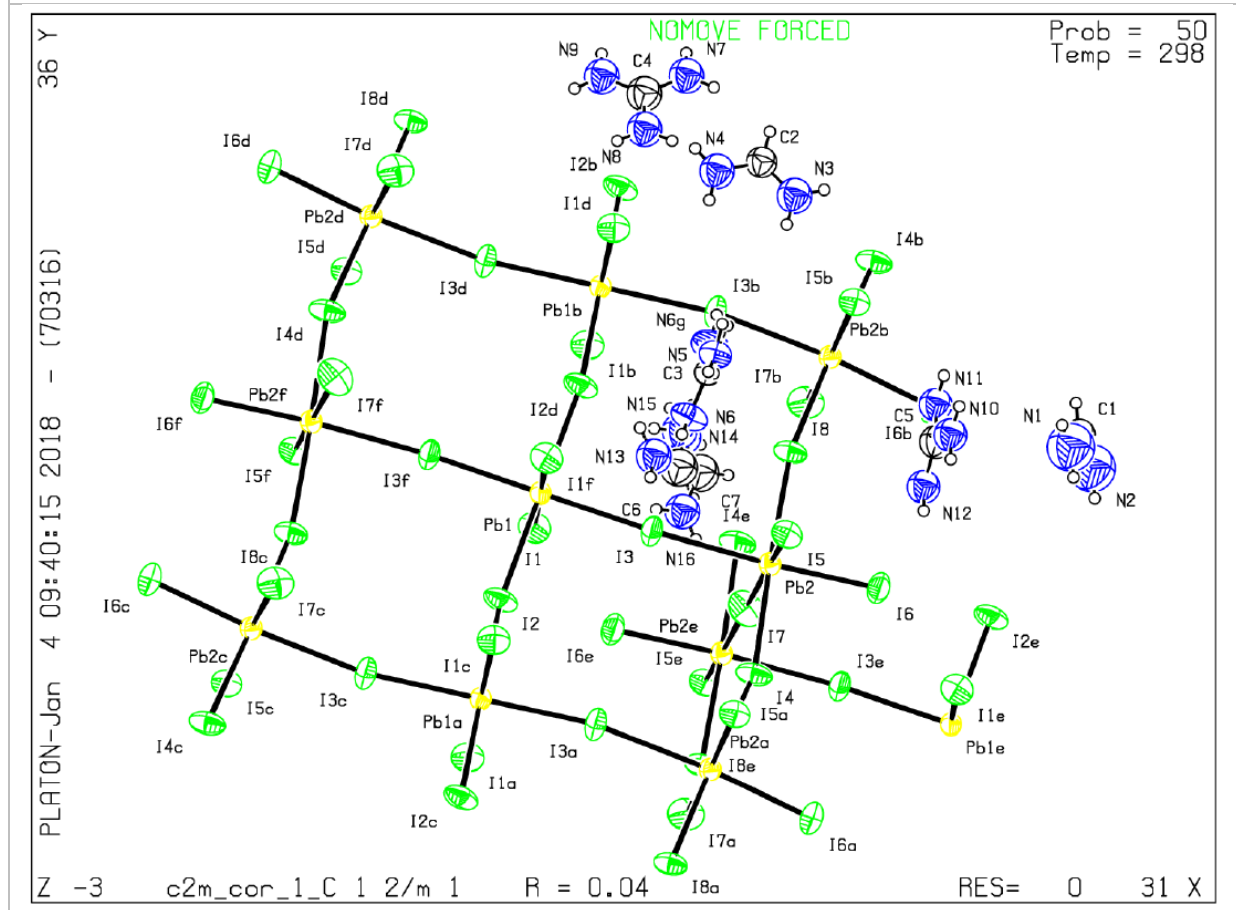 NOMOVE FORCED
Prob = 50
Temp = 298
36 Y
PLATON-Jan 4 09:40:15 2018 - (70316)
N9
C4
N7
I8d
I6d
I7d
N8
N4
C2
N3
I2b
I1d
Pb2d
I5d
I3d
I4b
I5b
Pb1b
I3b
N6g
Pb2b
I4d
N5
C3
I7b
I1b
Pb2f
I7f
I2d
N15
N6
I8
N11
C5
N10
N1
C1
I6f
N14
I6b
N13
I5f
I3f
I1f
N12
N2
Pb1
C6
C7
I4e
I1
I3
N16
I5
Pb2
I8c
I6c
I7c
I2
Pb2e
I7
I6
I2e
Pb2c
I1c
I6e
I5e
I3e
I5c
I3c
I4
I4c
Pb1a
I5a
I1e
I3a
Pb2a
Pb1e
I8e
I1a
I2c
I7a
I6a
I8a
Z -3 c2m_cor_1_C 1 2/m 1 R = 0.04 RES= 0 31 X